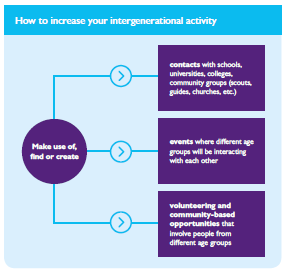 How to increase your intergenerational activity
contacts with schools,
universities, colleges,
community groups (scouts,
guides, churches, etc.)
Make use of,
find or create
events where different age
groups will be interacting
with each other
volunteering and
community-based
opportunities that
involve people from
different age groups